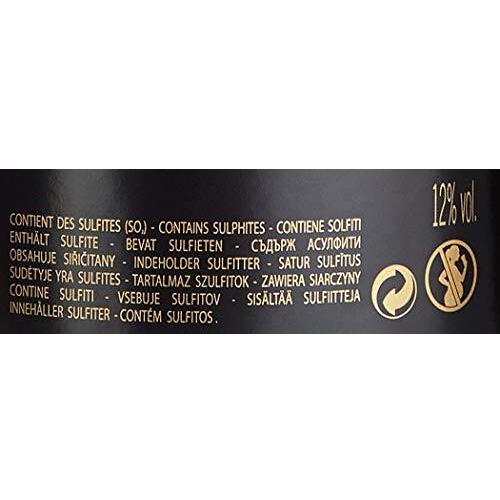 CONTIENT DES SULFITES (SO₂) - CONTAINS SULPHITES - CONTIENE SOLFITI
ENTHÄLT SULFITE - BEVAT SULFIETEN - СЪДЪРЖ АСУЛФИТИ
OBSAHUJE SIŘIČITANY - INDEHOLDER SULFITTER - SATUR SULFĪTUS
SUDĖTYJE YRA SULFITES - TARTALMAZ SZULFITOK - ZAWIERA SIARCZYNY
CONTINE SULFITI - VSEBUJE SULFITOV - SISÄLTÄÄ SULFIITTEJA
INNEHÅLLER SULFITER - CONTÉM SULFITOS.
12% vol.